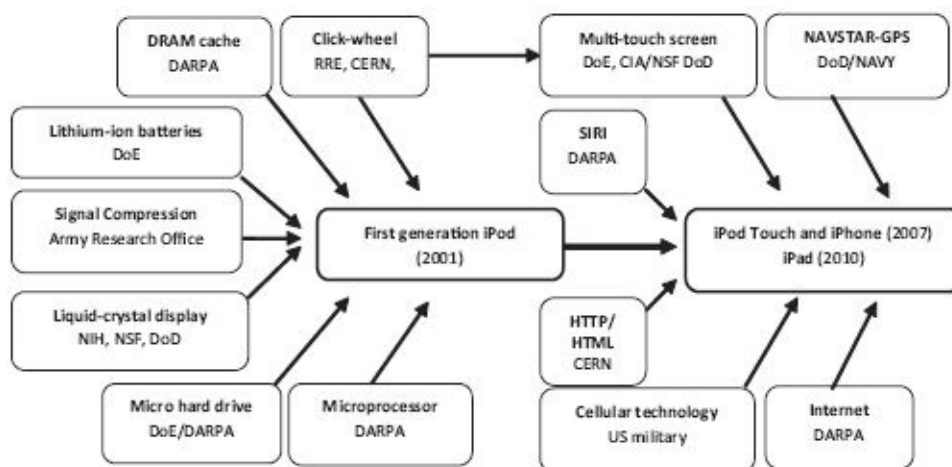 DRAM cache
DARPA
Click-wheel
RRE, CERN,
Multi-touch screen
DoE, CIA/NSF DoD
NAVSTAR-GPS
DoD/NAVY
Lithium-ion batteries
DoE
SIRI
DARPA
Signal Compression
Army Research Office
First generation iPod
(2001)
iPod Touch and iPhone (2007)
iPad (2010)
Liquid-crystal display
NIH, NSF, DoD
HTTP/
HTML
CERN
Micro hard drive
DoE/DARPA
Microprocessor
DARPA
Cellular technology
US military
Internet
DARPA